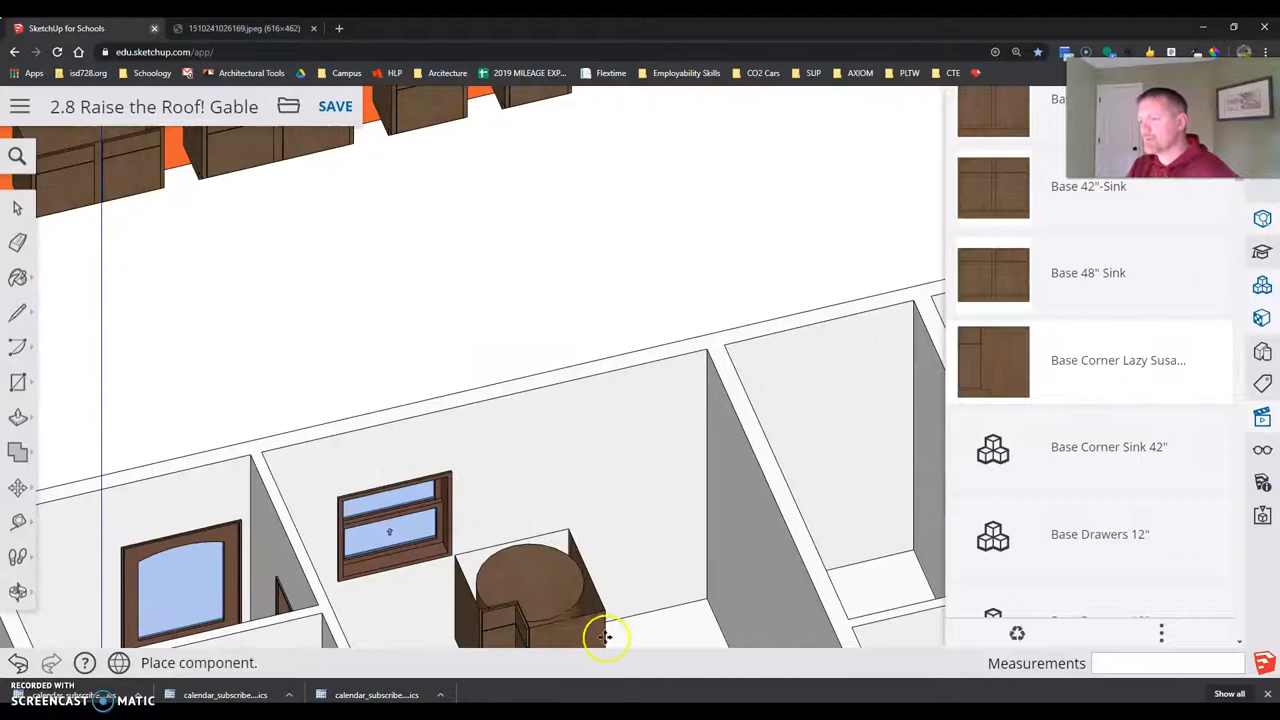 SketchUp for Schools
1510241026169.jpeg (616×462)
edu.sketchup.com/app/
Apps
isd728.org
Schoology
Architectural Tools
Campus
HLP
Arcitecture
2019 MILEAGE EXP...
Flextime
Employability Skills
CO2 Cars
SUP
AXIOM
PLTW
CTE
2.8 Raise the Roof! Gable
SAVE
Base 42"-Sink
Base 48" Sink
Base Corner Lazy Susa...
Base Corner Sink 42"
Base Drawers 12"
Place component.
Measurements
calendar_subscribe....ics
calendar_subscribe....ics
calendar_subscribe....ics
Show all
RECORDED WITH
SCREENCAST MATIC